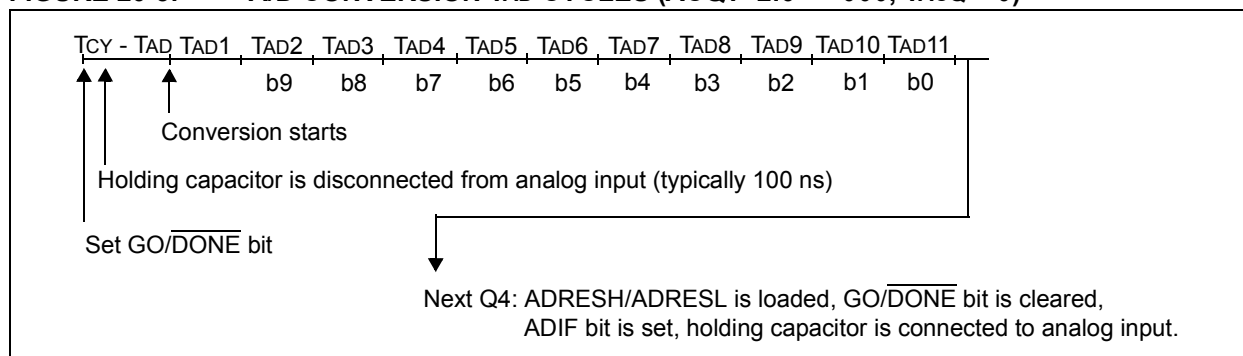 TCY - TAD TAD1 TAD2 TAD3 TAD4 TAD5 TAD6 TAD7 TAD8 TAD9 TAD10 TAD11
b9 b8 b7 b6 b5 b4 b3 b2 b1 b0
Conversion starts
Holding capacitor is disconnected from analog input (typically 100 ns)
Set GO/DONE bit
Next Q4: ADRESH/ADRESL is loaded, GO/DONE bit is cleared,
ADIF bit is set, holding capacitor is connected to analog input.